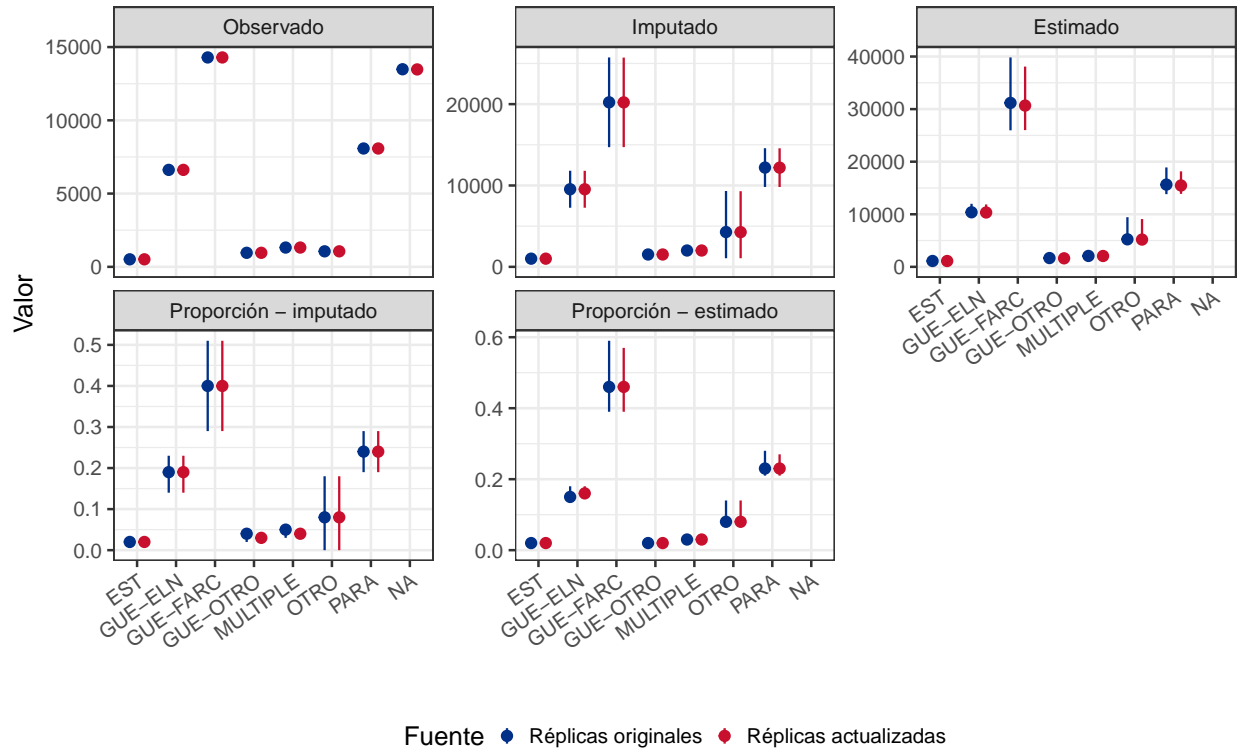 Observado
Imputado
Estimado
15000
10000
5000
0
20000
10000
0
40000
30000
20000
10000
0
EST
GUE−ELN
GUE−FARC
GUE−OTRO
MULTIPLE
OTRO
PARA
NA
Valor
Proporción − imputado
Proporción − estimado
0.5
0.4
0.3
0.2
0.1
0.0
0.6
0.4
0.2
0.0
EST
GUE−ELN
GUE−FARC
GUE−OTRO
MULTIPLE
OTRO
PARA
NA
EST
GUE−ELN
GUE−FARC
GUE−OTRO
MULTIPLE
OTRO
PARA
NA
Fuente Réplicas originales Réplicas actualizadas